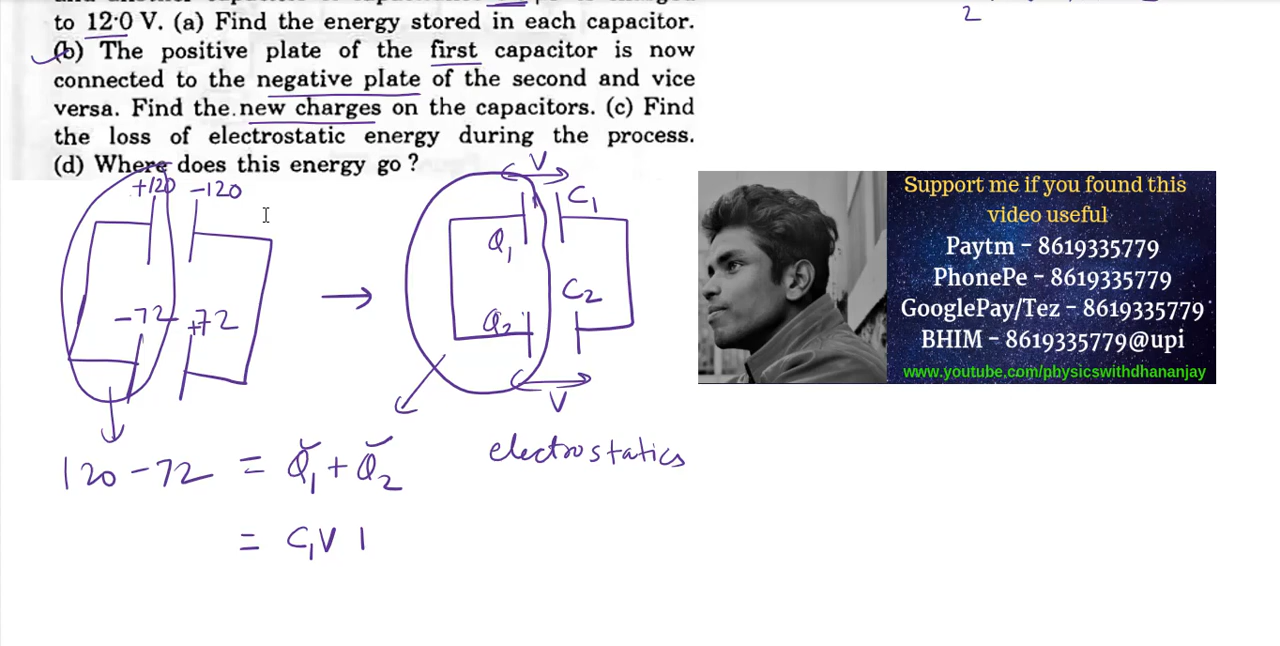 to 12·0 V. (a) Find the energy stored in each capacitor.
(b) The positive plate of the first capacitor is now
connected to the negative plate of the second and vice
versa. Find the new charges on the capacitors. (c) Find
the loss of electrostatic energy during the process.
(d) Where does this energy go ?
2
+120 -120
-72 +72
V
C₁
Q₁
C₂
Q₂
V
120 - 72 = Q₁ + Q₂
= C₁V
electrostatics
Support me if you found this
video useful
Paytm - 8619335779
PhonePe - 8619335779
GooglePay/Tez - 8619335779
BHIM - 8619335779@upi
www.youtube.com/physicswithdhananjay